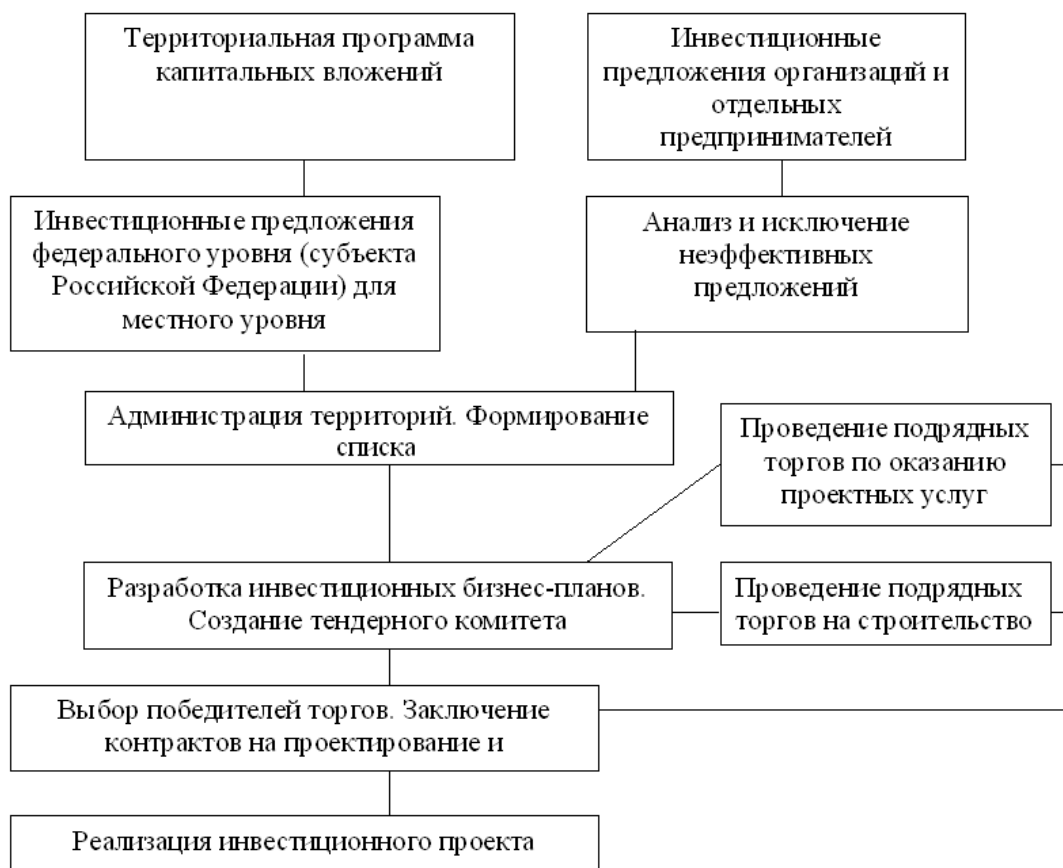 Территориальная программа
капитальных вложений
Инвестиционные
предложения организаций и
отдельных
предпринимателей
Инвестиционные предложения
федерального уровня (субъекта
Российской Федерации) для
местного уровня
Анализ и исключение
неэффективных
предложений
Администрация территорий. Формирование
списка
Проведение подрядных
торгов по оказанию
проектных услуг
Разработка инвестиционных бизнес-планов.
Создание тендерного комитета
Проведение подрядных
торгов на строительство
Выбор победителей торгов. Заключение
контрактов на проектирование и
Реализация инвестиционного проекта